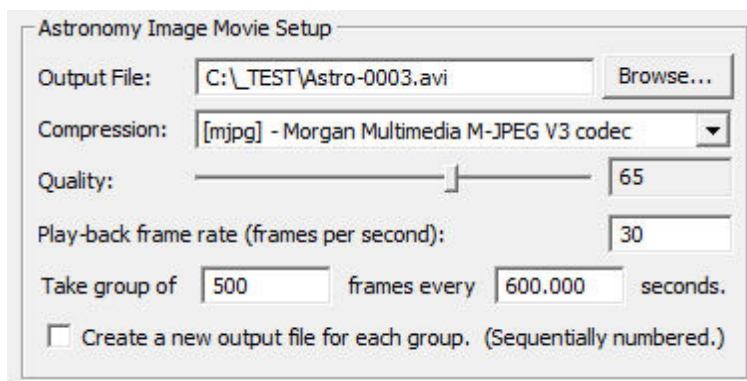 Astronomy Image Movie Setup
Output File: C:\_TEST\Astro-0003.avi Browse...
Compression: [mjpg] - Morgan Multimedia M-JPEG V3 codec
Quality: 65
Play-back frame rate (frames per second): 30
Take group of 500 frames every 600.000 seconds.
Create a new output file for each group. (Sequentially numbered.)